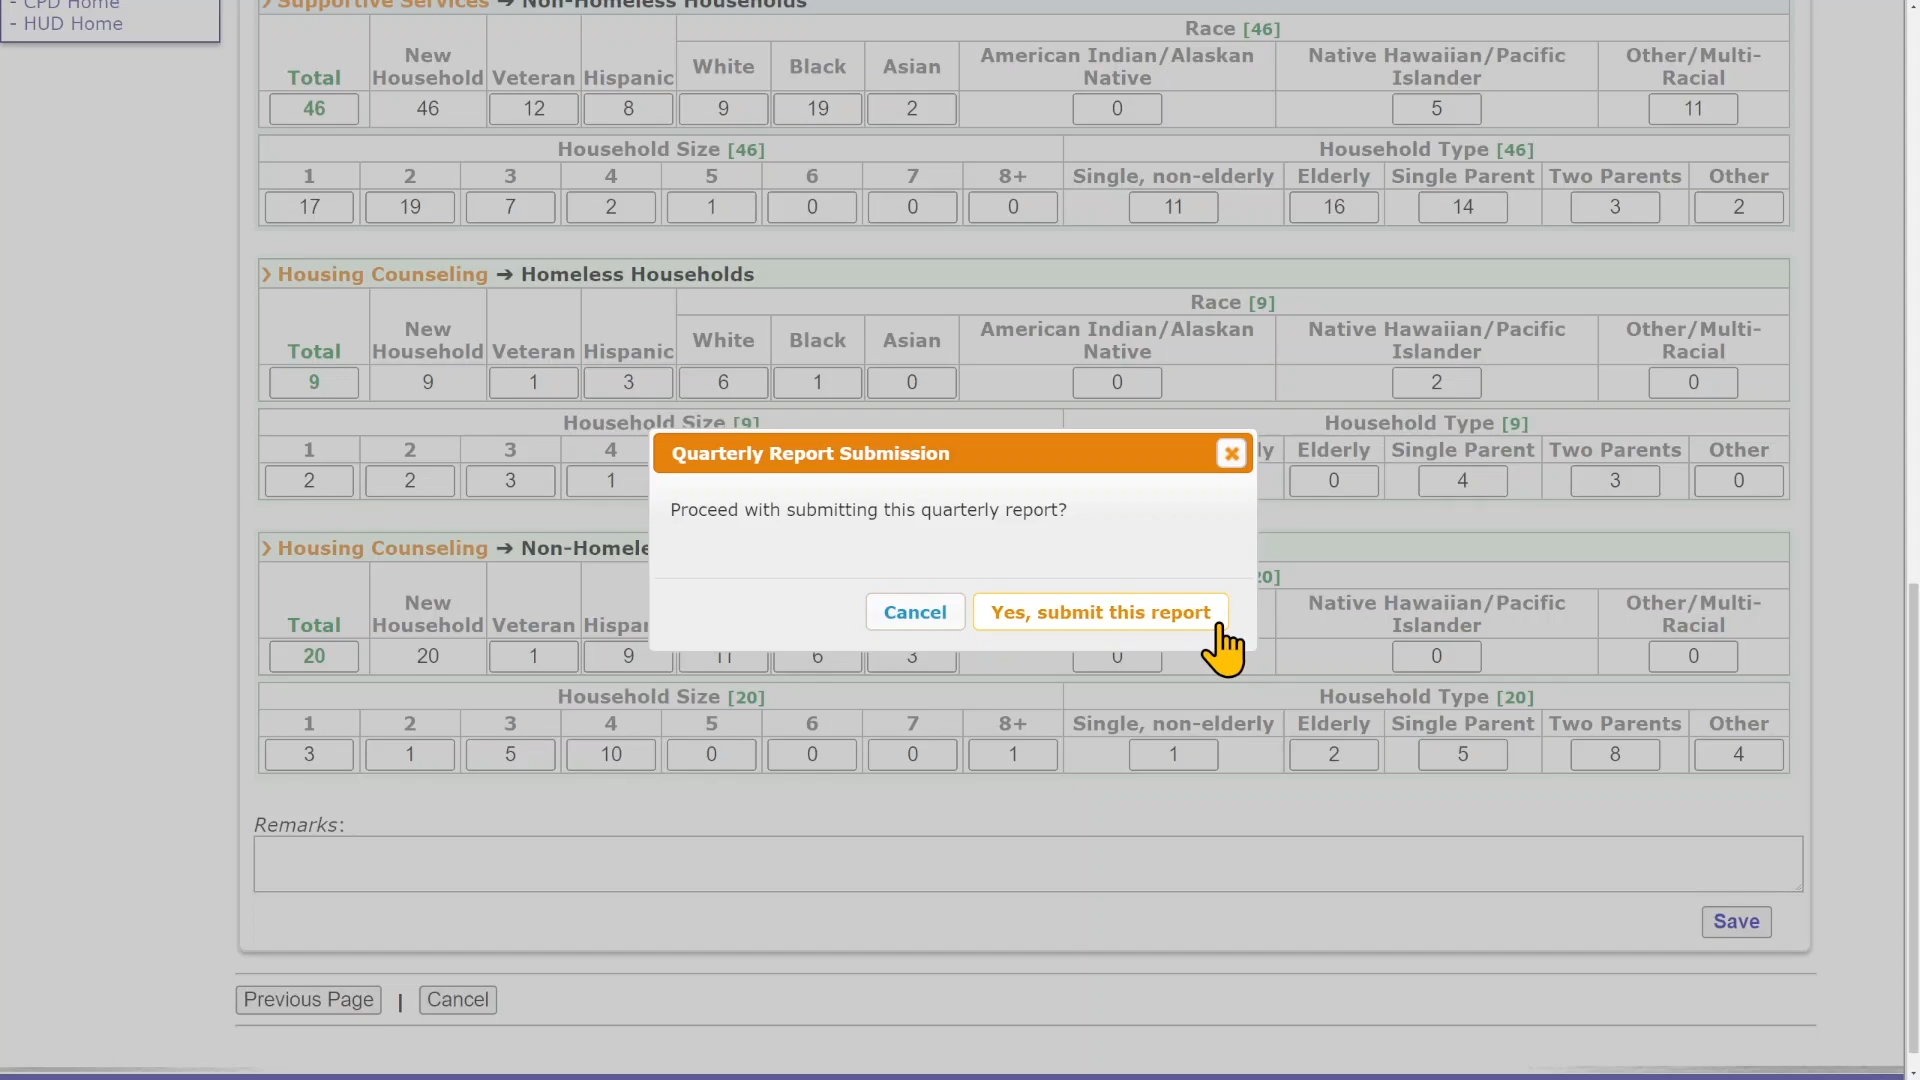 - CPD Home
- HUD Home
❯ Supportive Services ➔ Non-Homeless Households
Race [46]
Total New Household Veteran Hispanic White Black Asian American Indian/Alaskan Native Native Hawaiian/Pacific Islander Other/Multi-Racial
46 46 12 8 9 19 2 0 5 11
Household Size [46] Household Type [46]
1 2 3 4 5 6 7 8+ Single, non-elderly Elderly Single Parent Two Parents Other
17 19 7 2 1 0 0 0 11 16 14 3 2
❯ Housing Counseling ➔ Homeless Households
Race [9]
Total New Household Veteran Hispanic White Black Asian American Indian/Alaskan Native Native Hawaiian/Pacific Islander Other/Multi-Racial
9 9 1 3 6 1 0 0 2 0
Household Size [9] Household Type [9]
1 2 3 4 ly Elderly Single Parent Two Parents Other
2 2 3 1 0 4 3 0
Quarterly Report Submission
Proceed with submitting this quarterly report?
Cancel Yes, submit this report
❯ Housing Counseling ➔ Non-Homele
20]
Total New Household Veteran Hispa Native Hawaiian/Pacific Islander Other/Multi-Racial
20 20 1 9 11 6 3 0 0 0
Household Size [20] Household Type [20]
1 2 3 4 5 6 7 8+ Single, non-elderly Elderly Single Parent Two Parents Other
3 1 5 10 0 0 0 1 1 2 5 8 4
Remarks:
Save
Previous Page | Cancel